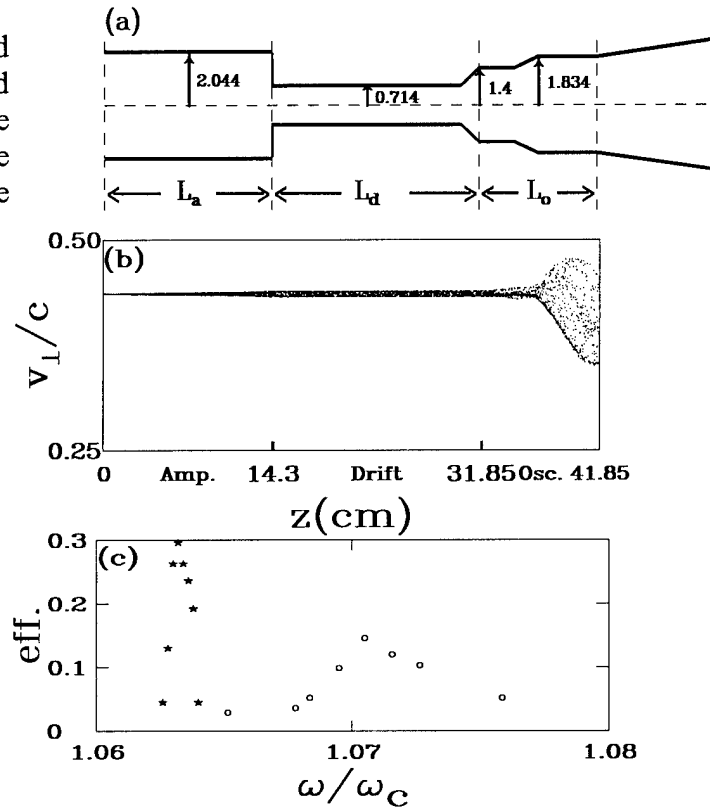 (a)
d
d
e
e
e
2.044
0.714
1.4
1.834
L_a
L_d
L_o
0.50
(b)
v_⊥/c
0.25
0 Amp. 14.3 Drift 31.85 Osc. 41.85
z(cm)
0.3
(c)
0.2
eff.
0.1
0
1.06 1.07 1.08
ω/ω_c